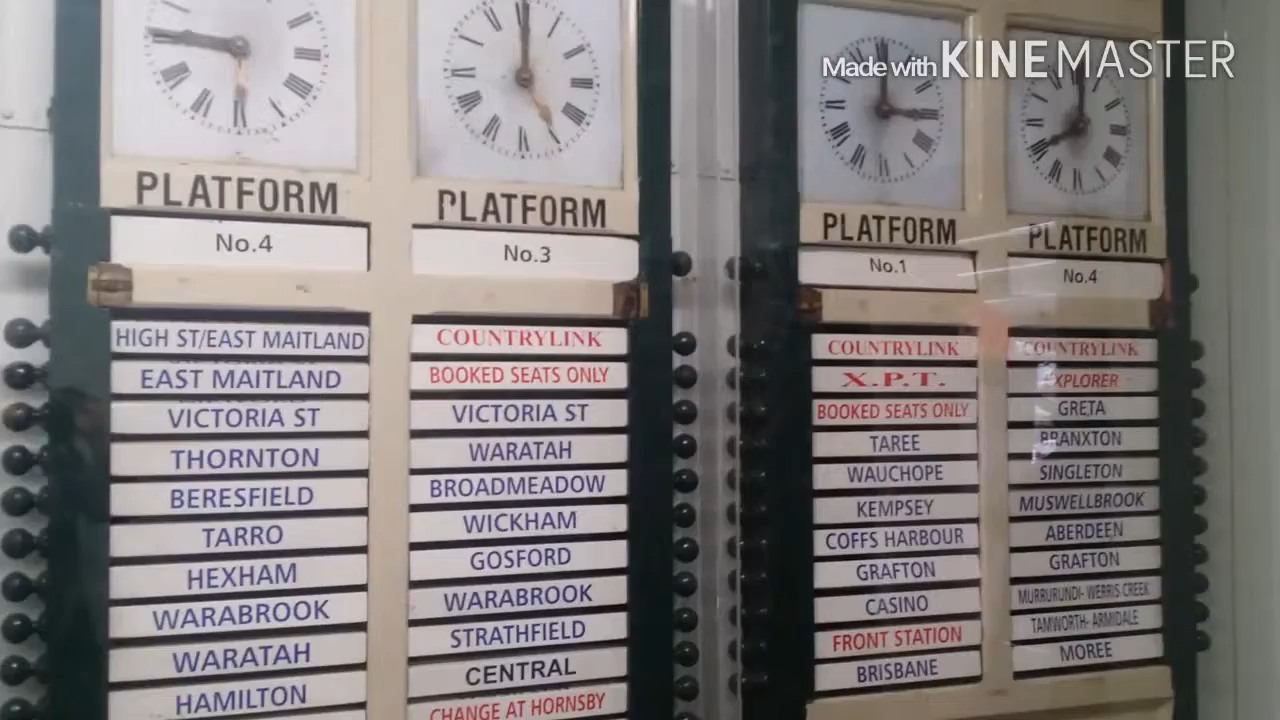 Made with KINEMASTER
PLATFORM
No.4
HIGH ST/EAST MAITLAND
EAST MAITLAND
VICTORIA ST
THORNTON
BERESFIELD
TARRO
HEXHAM
WARABROOK
WARATAH
HAMILTON
PLATFORM
No.3
COUNTRYLINK
BOOKED SEATS ONLY
VICTORIA ST
WARATAH
BROADMEADOW
WICKHAM
GOSFORD
WARABROOK
STRATHFIELD
CENTRAL
CHANGE AT HORNSBY
PLATFORM
No.1
COUNTRYLINK
X.P.T.
BOOKED SEATS ONLY
TAREE
WAUCHOPE
KEMPSEY
COFFS HARBOUR
GRAFTON
CASINO
FRONT STATION
BRISBANE
PLATFORM
No.4
COUNTRYLINK
EXPLORER
GRETA
BRANXTON
SINGLETON
MUSWELLBROOK
ABERDEEN
GRAFTON
MURRURUNDI- WERRIS CREEK
TAMWORTH- ARMIDALE
MOREE